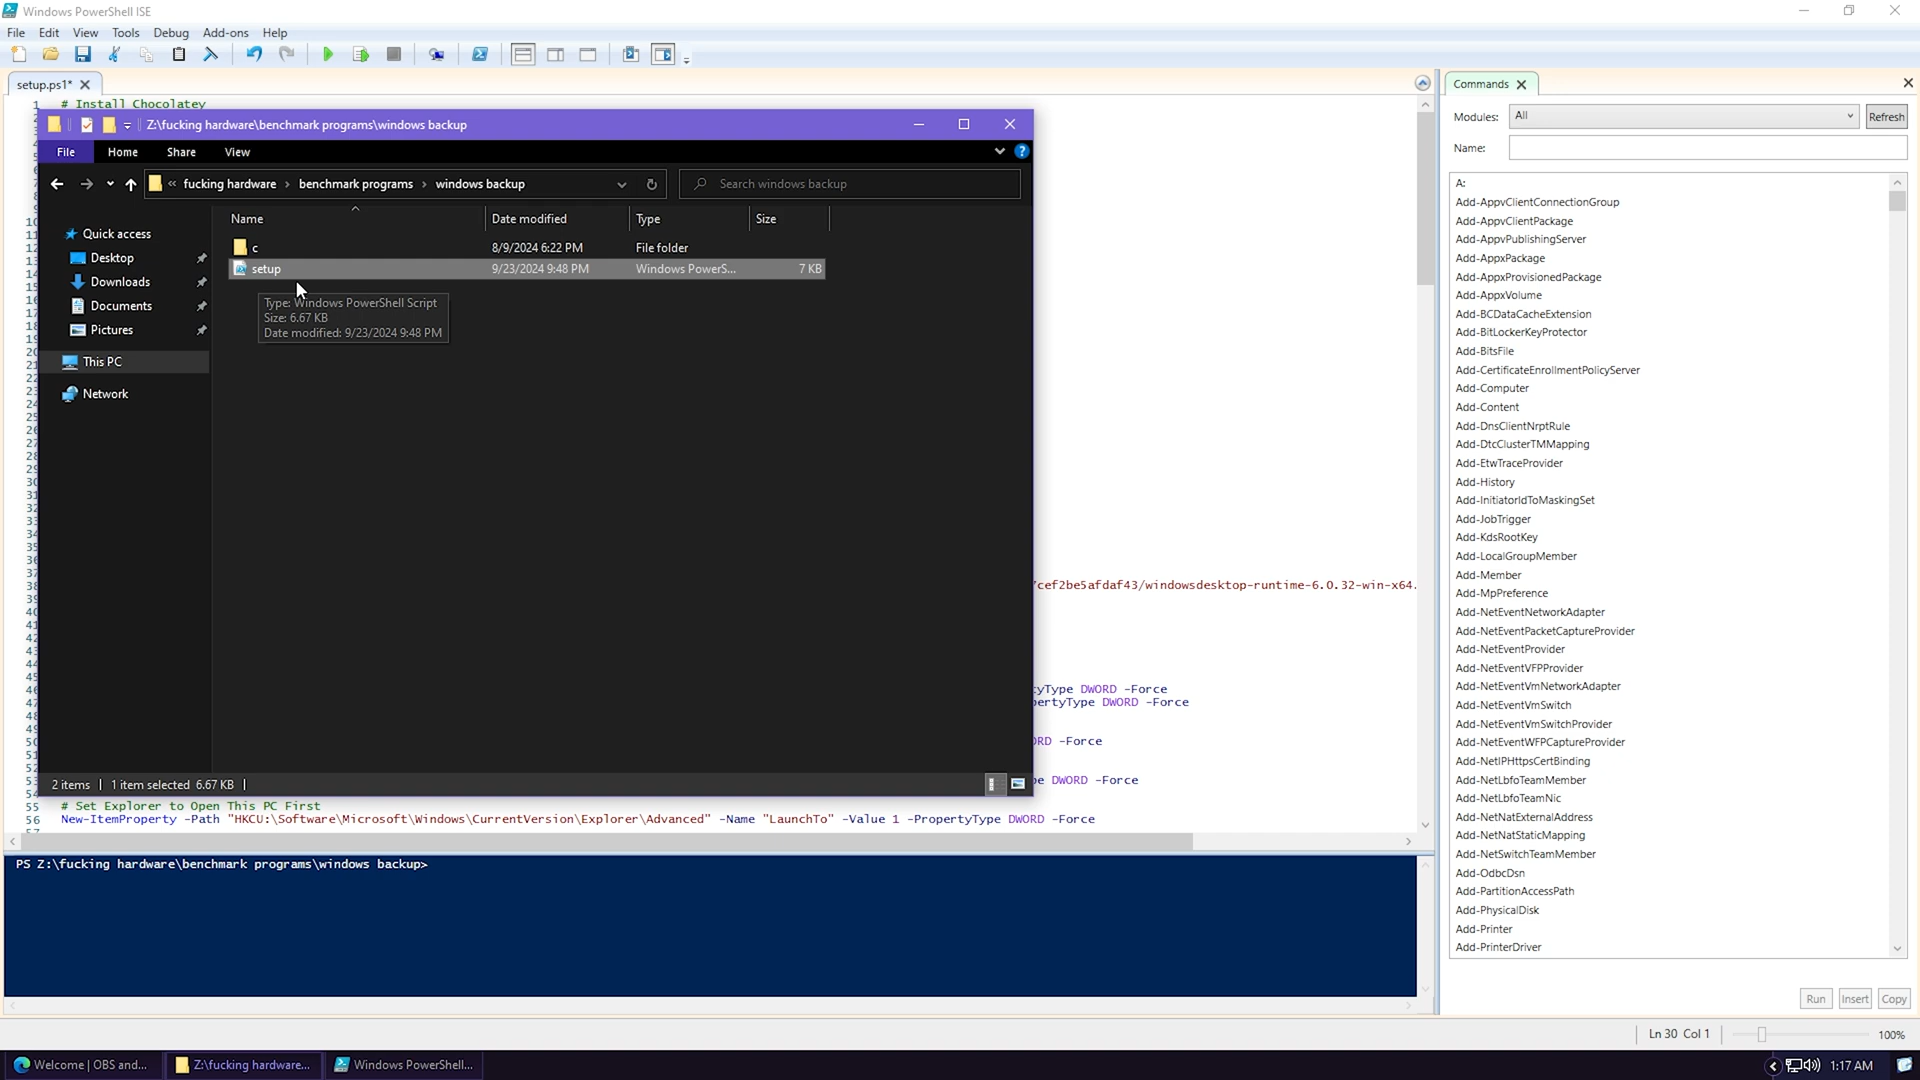 Windows PowerShell ISE
File Edit View Tools Debug Add-ons Help
setup.ps1*
1 # Install Chocolatey
Z:\fucking hardware\benchmark programs\windows backup
File Home Share View
« fucking hardware › benchmark programs › windows backup
Search windows backup
Name Date modified Type Size
c 8/9/2024 6:22 PM File folder
setup 9/23/2024 9:48 PM Windows PowerS... 7 KB
Type: Windows PowerShell Script
Size: 6.67 KB
Date modified: 9/23/2024 9:48 PM
Quick access
Desktop
Downloads
Documents
Pictures
This PC
Network
2 items 1 item selected 6.67 KB
'cef2be5afdaf43/windowsdesktop-runtime-6.0.32-win-x64.
yType DWORD -Force
pertyType DWORD -Force
ORD -Force
pe DWORD -Force
55 # Set Explorer to Open This PC First
56 New-ItemProperty -Path "HKCU:\Software\Microsoft\Windows\CurrentVersion\Explorer\Advanced" -Name "LaunchTo" -Value 1 -PropertyType DWORD -Force
PS Z:\fucking hardware\benchmark programs\windows backup>
Commands
Modules: All Refresh
Name:
A:
Add-AppvClientConnectionGroup
Add-AppvClientPackage
Add-AppvPublishingServer
Add-AppxPackage
Add-AppxProvisionedPackage
Add-AppxVolume
Add-BCDataCacheExtension
Add-BitLockerKeyProtector
Add-BitsFile
Add-CertificateEnrollmentPolicyServer
Add-Computer
Add-Content
Add-DnsClientNrptRule
Add-DtcClusterTMMapping
Add-EtwTraceProvider
Add-History
Add-InitiatorIdToMaskingSet
Add-JobTrigger
Add-KdsRootKey
Add-LocalGroupMember
Add-Member
Add-MpPreference
Add-NetEventNetworkAdapter
Add-NetEventPacketCaptureProvider
Add-NetEventProvider
Add-NetEventVFPProvider
Add-NetEventVmNetworkAdapter
Add-NetEventVmSwitch
Add-NetEventVmSwitchProvider
Add-NetEventWFPCaptureProvider
Add-NetIPHttpsCertBinding
Add-NetLbfoTeamMember
Add-NetLbfoTeamNic
Add-NetNatExternalAddress
Add-NetNatStaticMapping
Add-NetSwitchTeamMember
Add-OdbcDsn
Add-PartitionAccessPath
Add-PhysicalDisk
Add-Printer
Add-PrinterDriver
Run Insert Copy
Ln 30 Col 1 100%
Welcome | OBS and... Z:\fucking hardware... Windows PowerShell... 1:17 AM